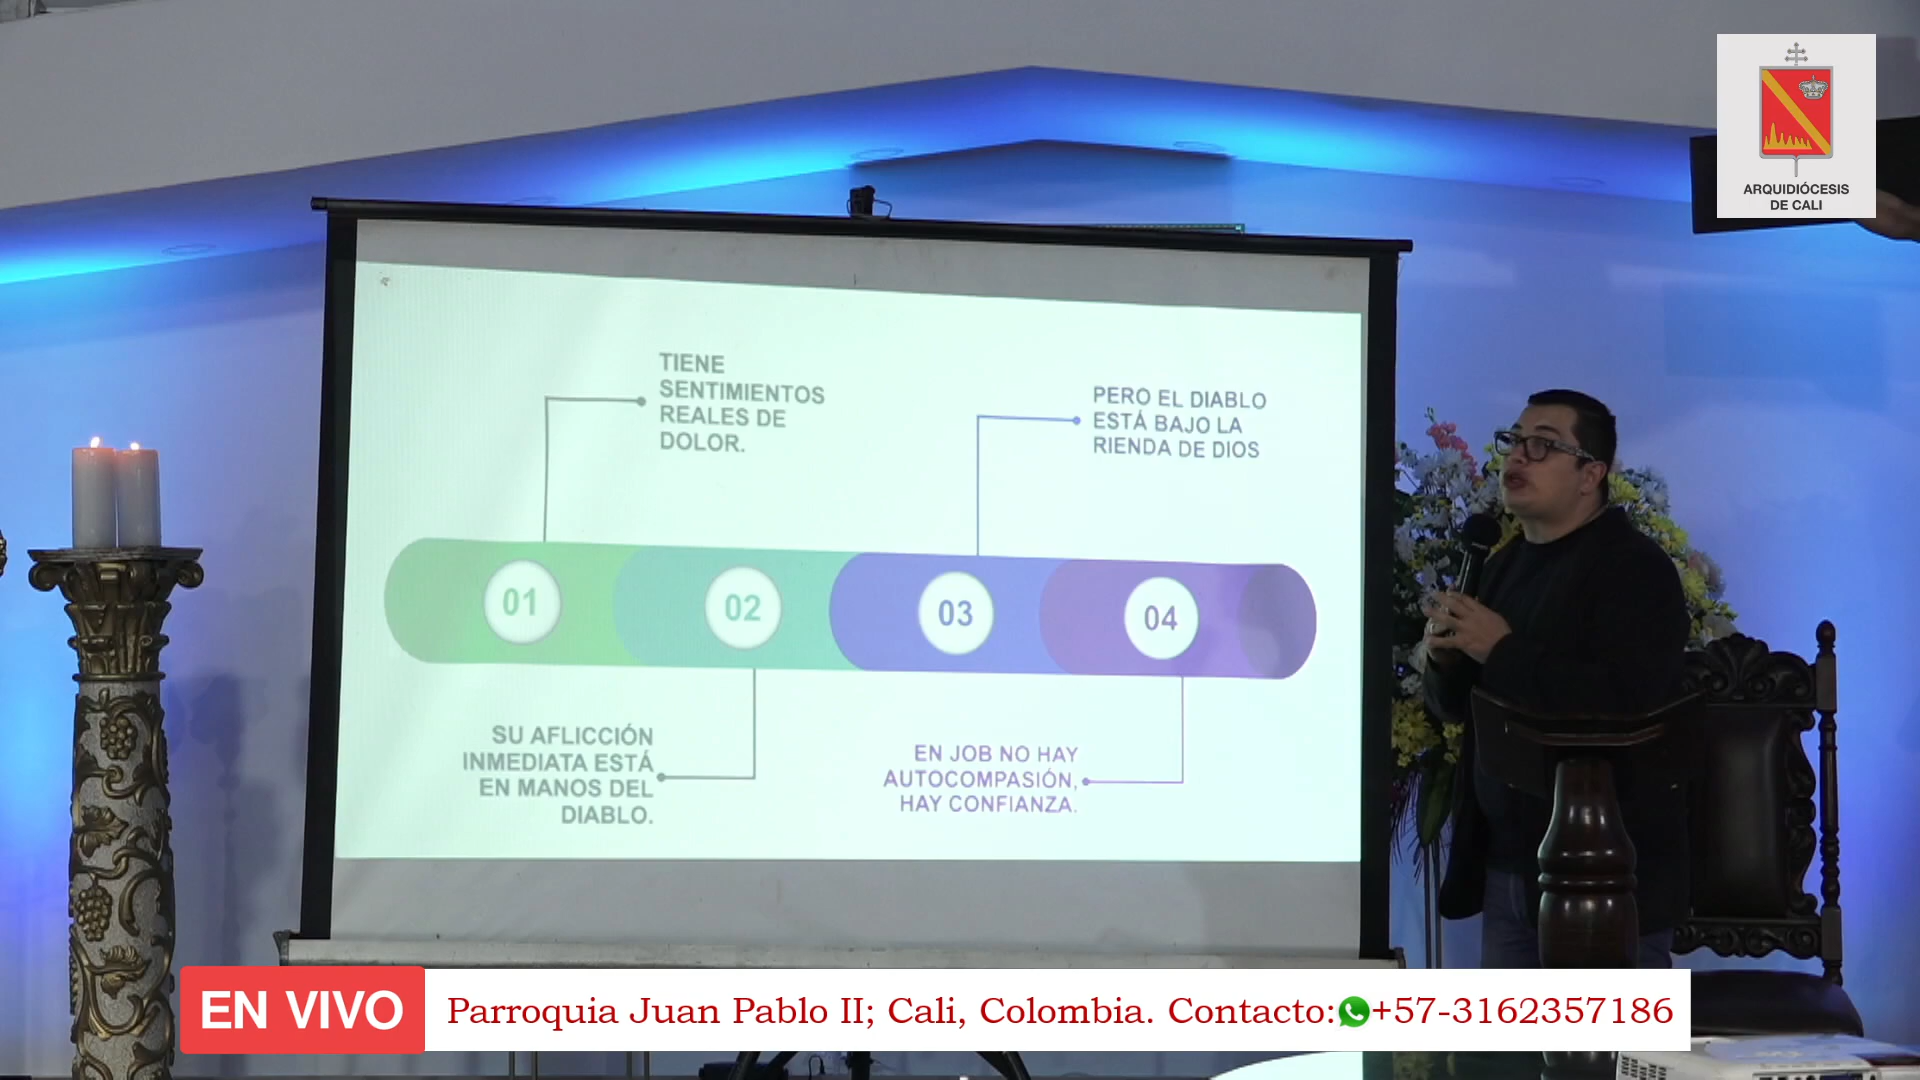 ARQUIDIÓCESIS
DE CALI
TIENE
SENTIMIENTOS
REALES DE
DOLOR.
PERO EL DIABLO
ESTÁ BAJO LA
RIENDA DE DIOS
01
02
03
04
SU AFLICCIÓN
INMEDIATA ESTÁ
EN MANOS DEL
DIABLO.
EN JOB NO HAY
AUTOCOMPASIÓN,
HAY CONFIANZA.
EN VIVO
Parroquia Juan Pablo II; Cali, Colombia. Contacto:+57-3162357186